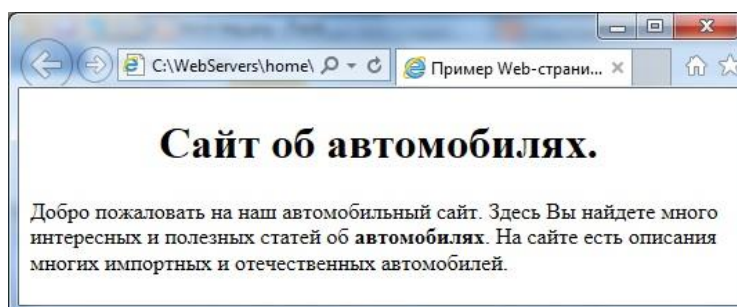 C:\WebServers\home\
Пример Web-страни...
Сайт об автомобилях.
Добро пожаловать на наш автомобильный сайт. Здесь Вы найдете много
интересных и полезных статей об автомобилях. На сайте есть описания
многих импортных и отечественных автомобилей.